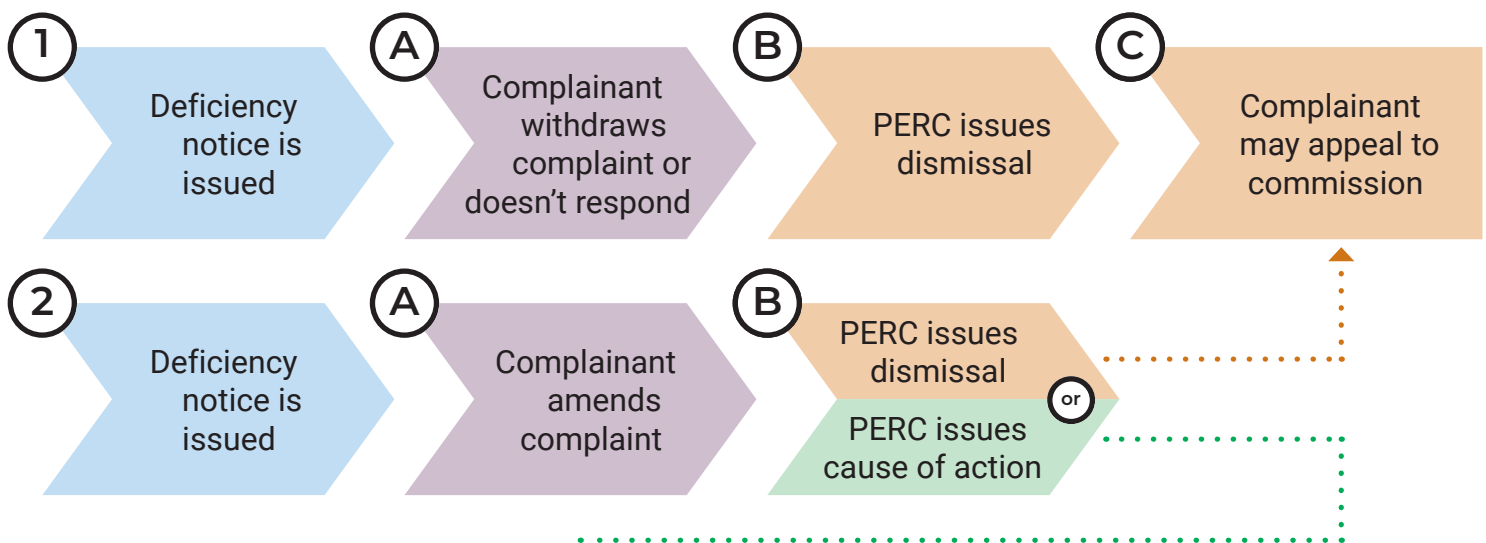 1
Deficiency
notice is
issued
A
Complainant
withdraws
complaint or
doesn't respond
B
PERC issues
dismissal
C
Complainant
may appeal to
commission
2
Deficiency
notice is
issued
A
Complainant
amends
complaint
B
PERC issues
dismissal
or
PERC issues
cause of action